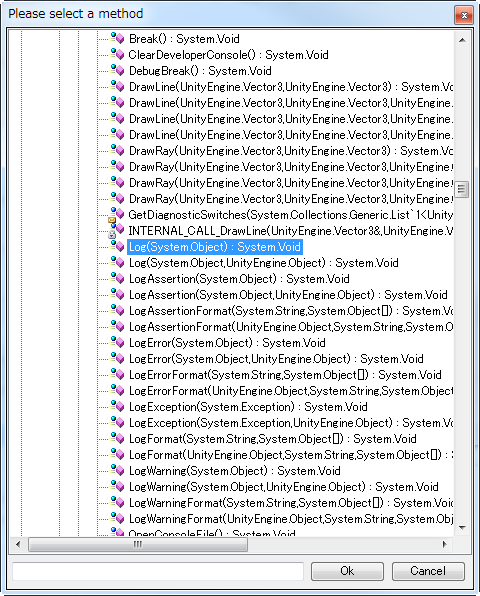 Please select a method
Break() : System.Void
ClearDeveloperConsole() : System.Void
DebugBreak() : System.Void
DrawLine(UnityEngine.Vector3,UnityEngine.Vector3) : System.Void
DrawLine(UnityEngine.Vector3,UnityEngine.Vector3,UnityEngine.
DrawLine(UnityEngine.Vector3,UnityEngine.Vector3,UnityEngine.
DrawLine(UnityEngine.Vector3,UnityEngine.Vector3,UnityEngine.
DrawRay(UnityEngine.Vector3,UnityEngine.Vector3) : System.Void
DrawRay(UnityEngine.Vector3,UnityEngine.Vector3,UnityEngine.
DrawRay(UnityEngine.Vector3,UnityEngine.Vector3,UnityEngine.
DrawRay(UnityEngine.Vector3,UnityEngine.Vector3,UnityEngine.
GetDiagnosticSwitches(System.Collections.Generic.List`1<Unity
INTERNAL_CALL_DrawLine(UnityEngine.Vector3&,UnityEngine.V
Log(System.Object) : System.Void
Log(System.Object,UnityEngine.Object) : System.Void
LogAssertion(System.Object) : System.Void
LogAssertion(System.Object,UnityEngine.Object) : System.Void
LogAssertionFormat(System.String,System.Object[]) : System.Vo
LogAssertionFormat(UnityEngine.Object,System.String,System.O
LogError(System.Object) : System.Void
LogError(System.Object,UnityEngine.Object) : System.Void
LogErrorFormat(System.String,System.Object[]) : System.Void
LogErrorFormat(UnityEngine.Object,System.String,System.Objec
LogException(System.Exception) : System.Void
LogException(System.Exception,UnityEngine.Object) : System.Vo
LogFormat(System.String,System.Object[]) : System.Void
LogFormat(UnityEngine.Object,System.String,System.Object[]) : S
LogWarning(System.Object) : System.Void
LogWarning(System.Object,UnityEngine.Object) : System.Void
LogWarningFormat(System.String,System.Object[]) : System.Void
LogWarningFormat(UnityEngine.Object,System.String,System.Obj
OpenConsoleFile() : System.Void
Ok
Cancel